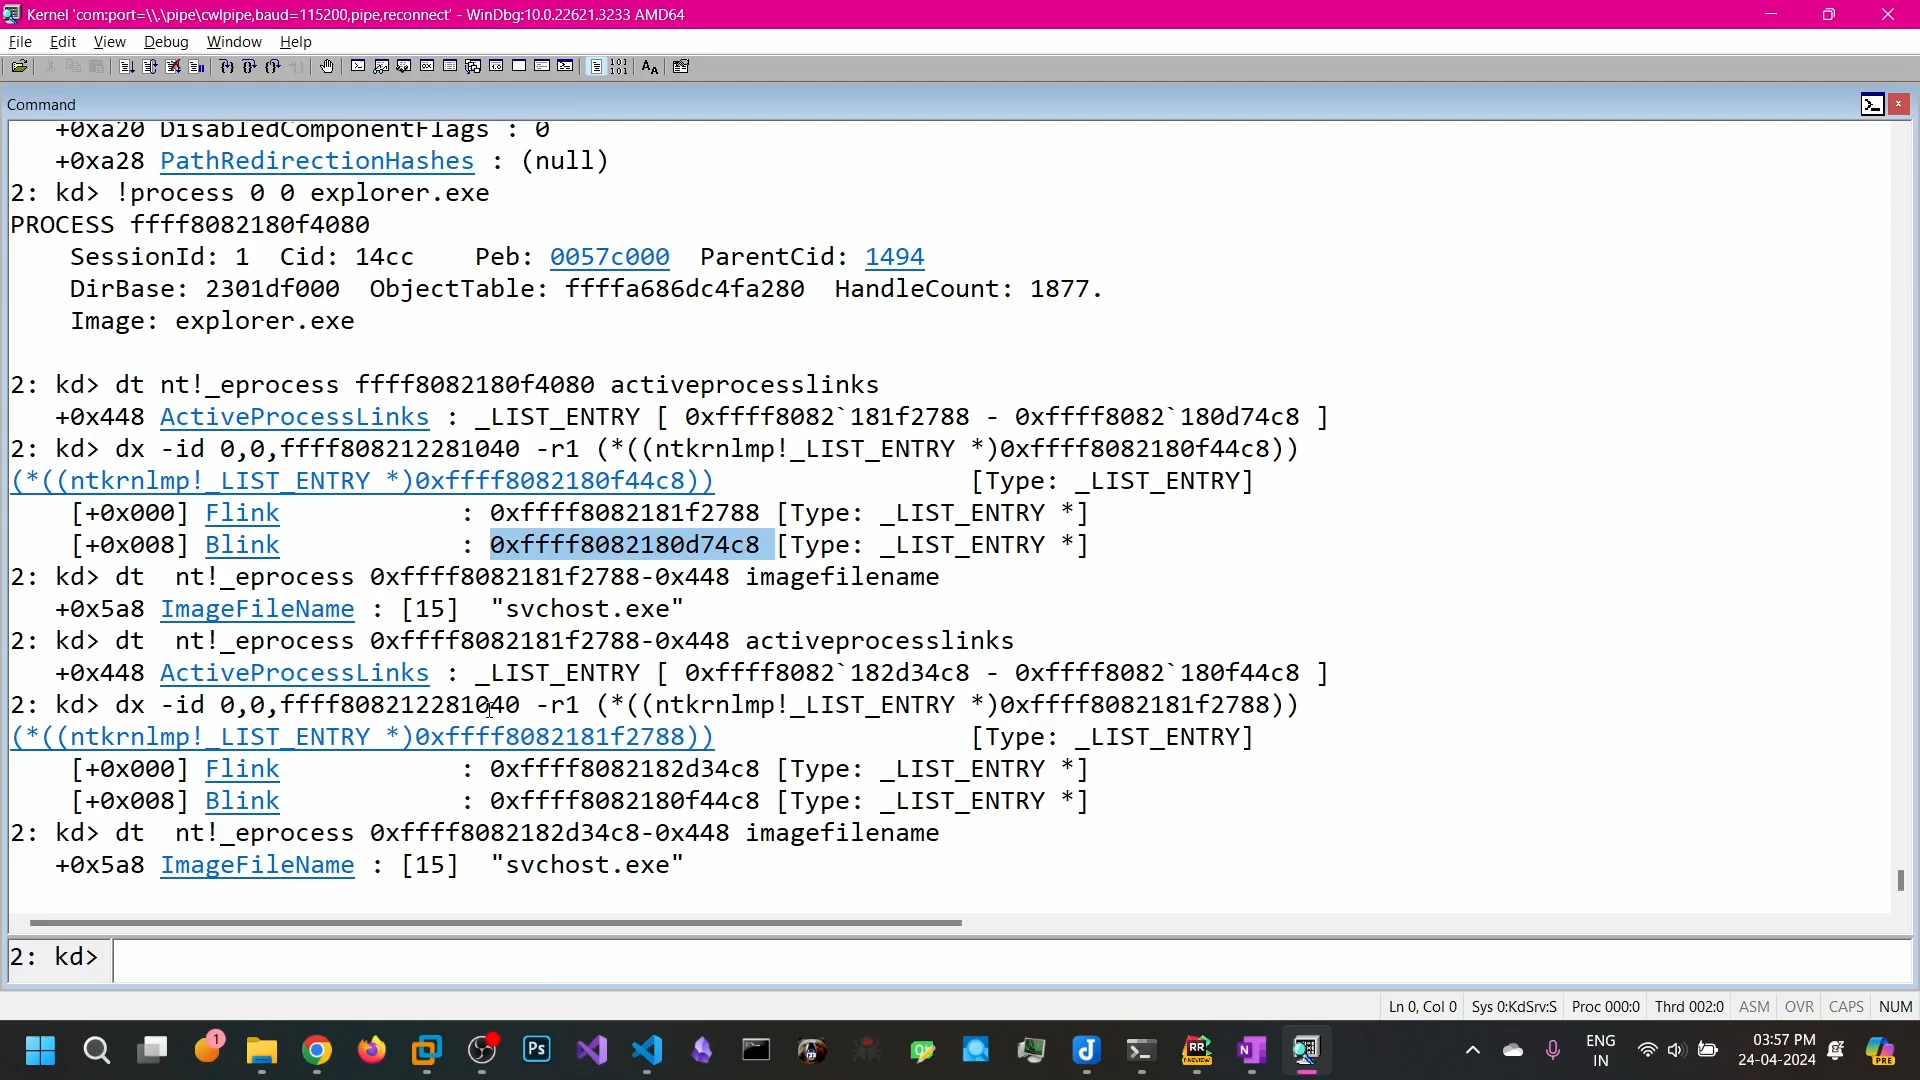 Kernel 'com:port=\\.\pipe\cwlpipe,baud=115200,pipe,reconnect' - WinDbg:10.0.22621.3233 AMD64
File Edit View Debug Window Help
Command
+0xa20 DisabledComponentFlags : 0
+0xa28 PathRedirectionHashes : (null)
2: kd> !process 0 0 explorer.exe
PROCESS ffff8082180f4080
SessionId: 1 Cid: 14cc Peb: 0057c000 ParentCid: 1494
DirBase: 2301df000 ObjectTable: ffffa686dc4fa280 HandleCount: 1877.
Image: explorer.exe
2: kd> dt nt!_eprocess ffff8082180f4080 activeprocesslinks
+0x448 ActiveProcessLinks : _LIST_ENTRY [ 0xffff8082`181f2788 - 0xffff8082`180d74c8 ]
2: kd> dx -id 0,0,ffff808212281040 -r1 (*((ntkrnlmp!_LIST_ENTRY *)0xffff8082180f44c8))
(*((ntkrnlmp!_LIST_ENTRY *)0xffff8082180f44c8)) [Type: _LIST_ENTRY]
[+0x000] Flink : 0xffff8082181f2788 [Type: _LIST_ENTRY *]
[+0x008] Blink : 0xffff8082180d74c8 [Type: _LIST_ENTRY *]
2: kd> dt nt!_eprocess 0xffff8082181f2788-0x448 imagefilename
+0x5a8 ImageFileName : [15] "svchost.exe"
2: kd> dt nt!_eprocess 0xffff8082181f2788-0x448 activeprocesslinks
+0x448 ActiveProcessLinks : _LIST_ENTRY [ 0xffff8082`182d34c8 - 0xffff8082`180f44c8 ]
2: kd> dx -id 0,0,ffff808212281040 -r1 (*((ntkrnlmp!_LIST_ENTRY *)0xffff8082181f2788))
(*((ntkrnlmp!_LIST_ENTRY *)0xffff8082181f2788)) [Type: _LIST_ENTRY]
[+0x000] Flink : 0xffff8082182d34c8 [Type: _LIST_ENTRY *]
[+0x008] Blink : 0xffff8082180f44c8 [Type: _LIST_ENTRY *]
2: kd> dt nt!_eprocess 0xffff8082182d34c8-0x448 imagefilename
+0x5a8 ImageFileName : [15] "svchost.exe"
2: kd>
Ln 0, Col 0 Sys 0:KdSrv:S Proc 000:0 Thrd 002:0 ASM OVR CAPS NUM
1 Ps RR PREVIEW N ENG 03:57 PM PRE
IN 24-04-2024